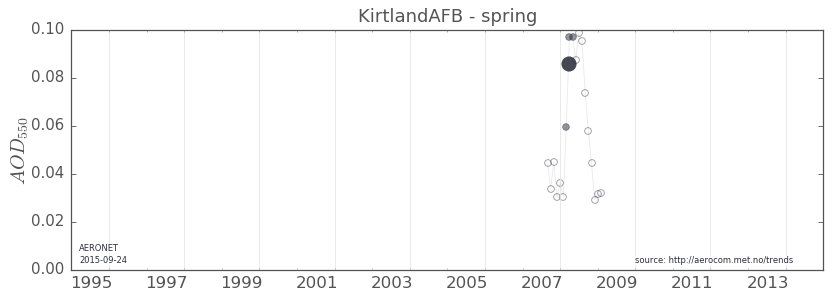 KirtlandAFB - spring
0.10
0.08
0.06
0.04
0.02
0.00
AOD550
AERONET
2015-09-24
source: http://aerocom.met.no/trends
1995 1997 1999 2001 2003 2005 2007 2009 2011 2013